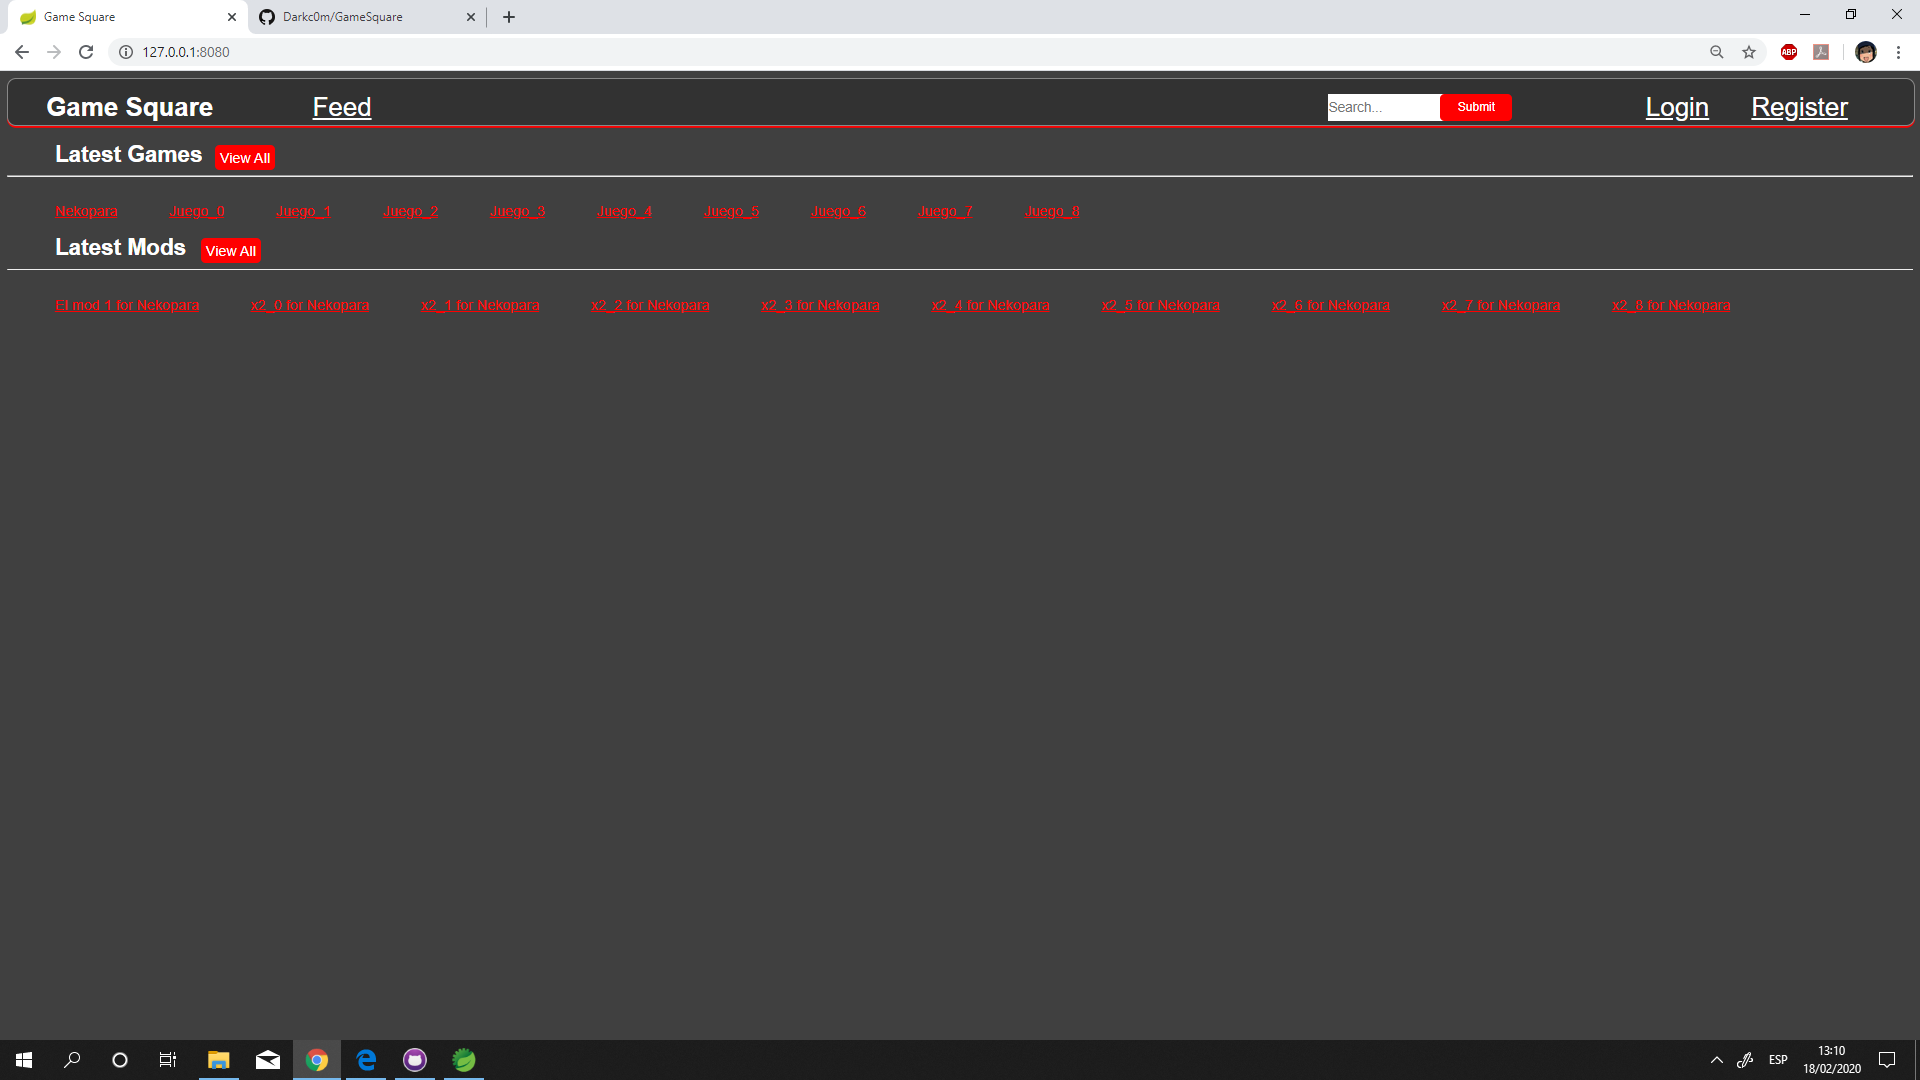 Game Square
Darkc0m/GameSquare
127.0.0.1:8080
ABP
Game Square Feed Search... Submit Login Register
Latest Games View All
Nekopara Juego_0 Juego_1 Juego_2 Juego_3 Juego_4 Juego_5 Juego_6 Juego_7 Juego_8
Latest Mods View All
El mod 1 for Nekopara x2_0 for Nekopara x2_1 for Nekopara x2_2 for Nekopara x2_3 for Nekopara x2_4 for Nekopara x2_5 for Nekopara x2_6 for Nekopara x2_7 for Nekopara x2_8 for Nekopara
ESP
13:10
18/02/2020